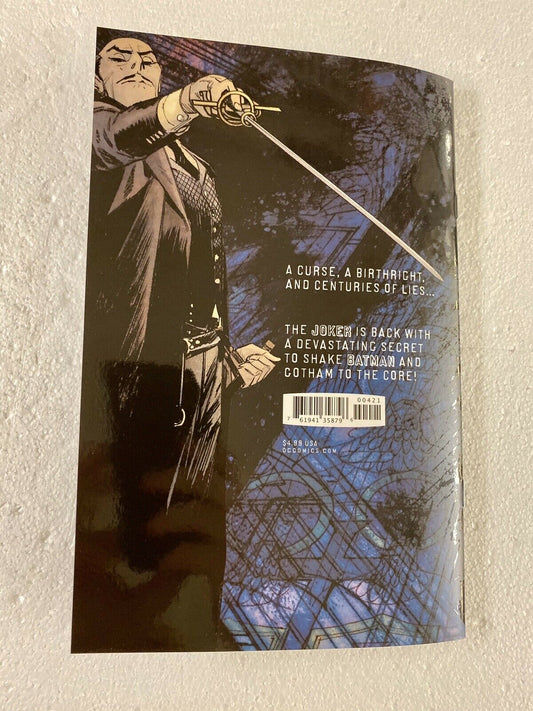 A CURSE, A BIRTHRIGHT,
AND CENTURIES OF LIES...
THE JOKER IS BACK WITH
A DEVASTATING SECRET
TO SHAKE BATMAN AND
GOTHAM TO THE CORE!
00421
7 61941 35879 6
$4.99 USA
DCCOMICS.COM